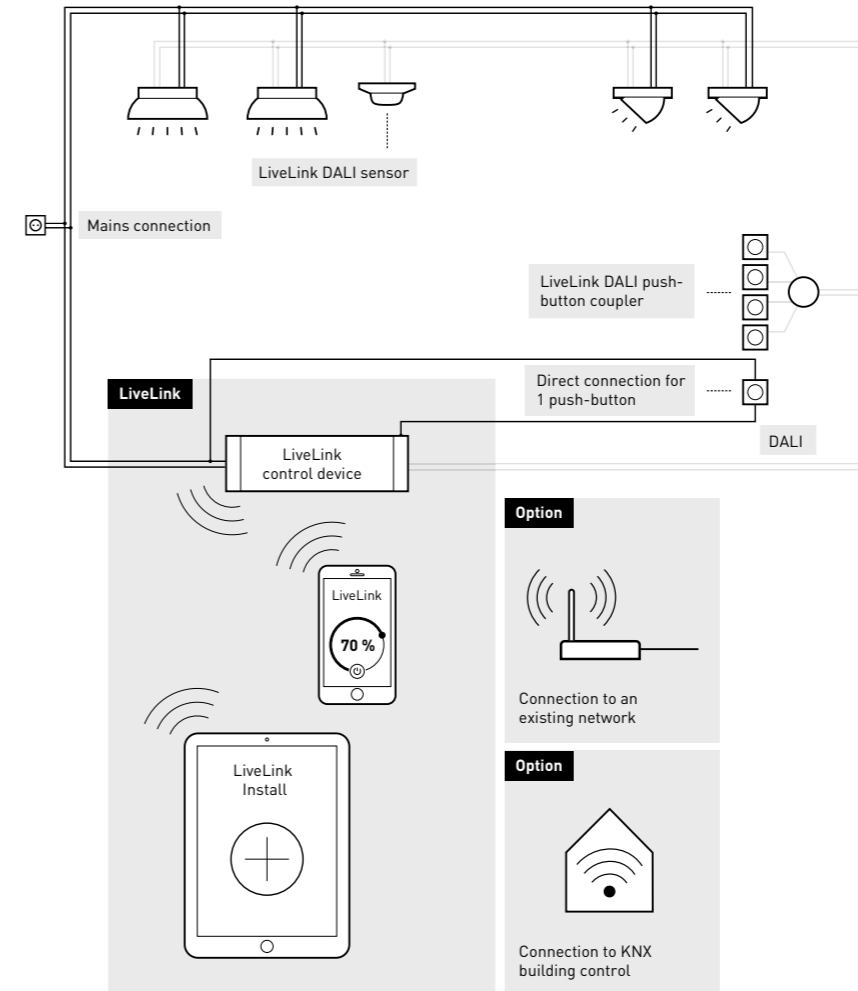 LiveLink DALI sensor
Mains connection
LiveLink DALI push-
button coupler
LiveLink
Direct connection for
1 push-button
DALI
LiveLink
control device
Option
LiveLink
70 %
Connection to an
existing network
Option
LiveLink
Install
Connection to KNX
building control